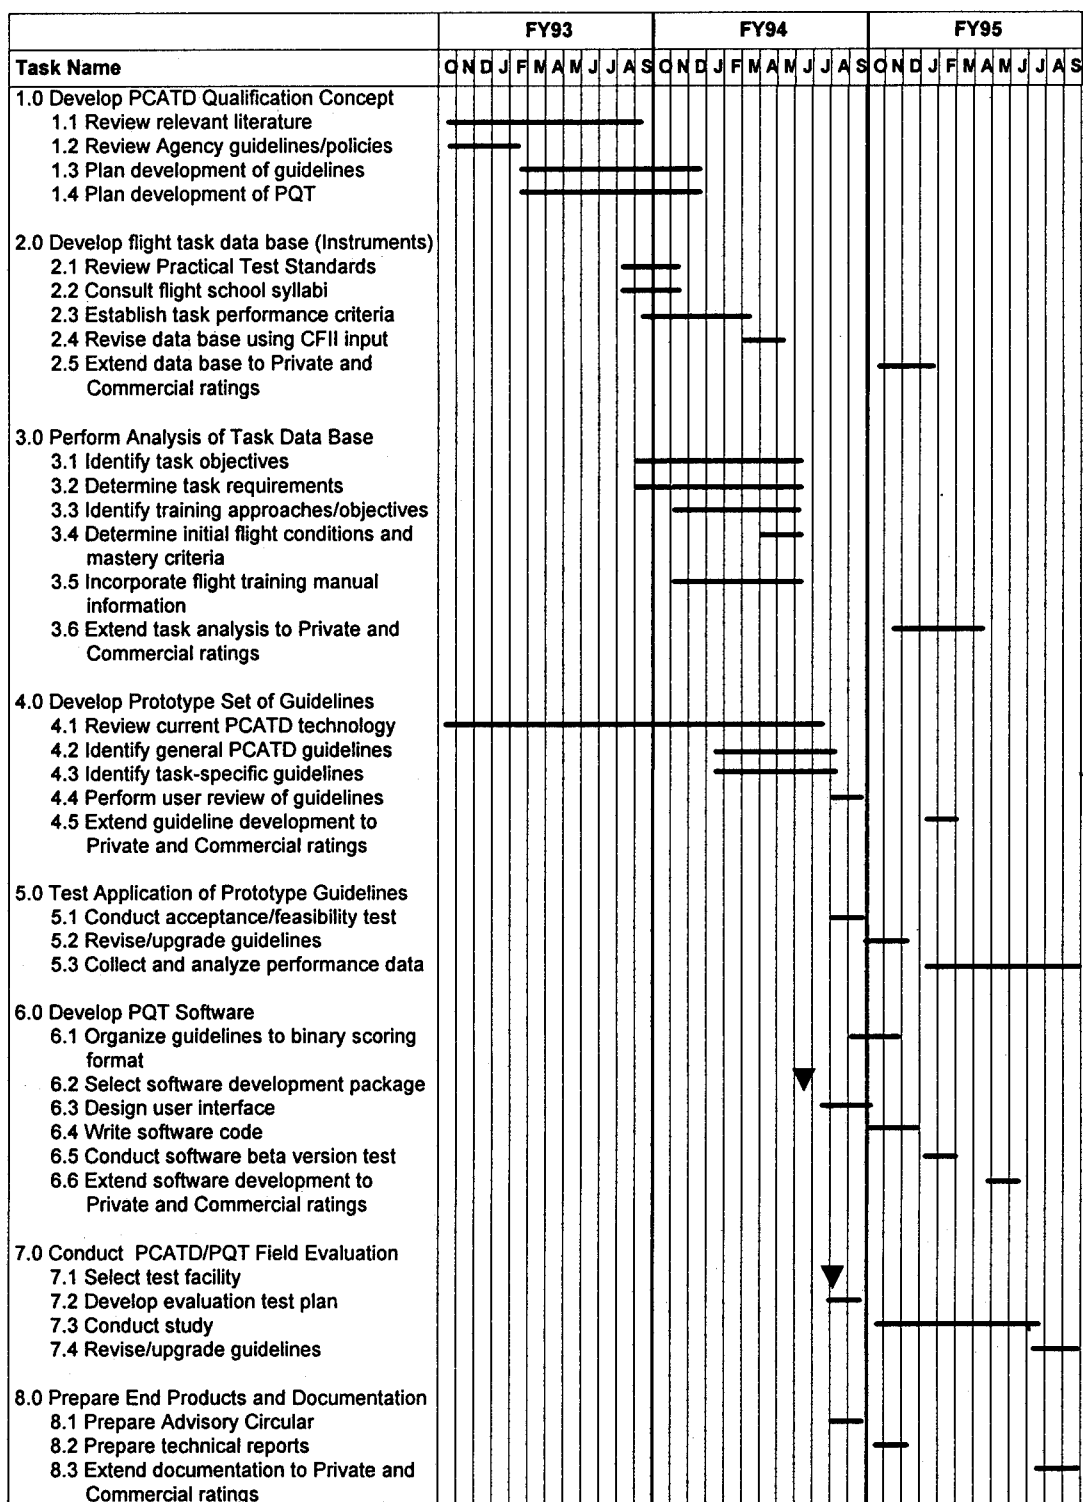 FY93 FY94 FY95
Task Name O N D J F M A M J J A S O N D J F M A M J J A S O N D J F M A M J J A S
1.0 Develop PCATD Qualification Concept
1.1 Review relevant literature
1.2 Review Agency guidelines/policies
1.3 Plan development of guidelines
1.4 Plan development of PQT
2.0 Develop flight task data base (Instruments)
2.1 Review Practical Test Standards
2.2 Consult flight school syllabi
2.3 Establish task performance criteria
2.4 Revise data base using CFII input
2.5 Extend data base to Private and
Commercial ratings
3.0 Perform Analysis of Task Data Base
3.1 Identify task objectives
3.2 Determine task requirements
3.3 Identify training approaches/objectives
3.4 Determine initial flight conditions and
mastery criteria
3.5 Incorporate flight training manual
information
3.6 Extend task analysis to Private and
Commercial ratings
4.0 Develop Prototype Set of Guidelines
4.1 Review current PCATD technology
4.2 Identify general PCATD guidelines
4.3 Identify task-specific guidelines
4.4 Perform user review of guidelines
4.5 Extend guideline development to
Private and Commercial ratings
5.0 Test Application of Prototype Guidelines
5.1 Conduct acceptance/feasibility test
5.2 Revise/upgrade guidelines
5.3 Collect and analyze performance data
6.0 Develop PQT Software
6.1 Organize guidelines to binary scoring
format
6.2 Select software development package
6.3 Design user interface
6.4 Write software code
6.5 Conduct software beta version test
6.6 Extend software development to
Private and Commercial ratings
7.0 Conduct PCATD/PQT Field Evaluation
7.1 Select test facility
7.2 Develop evaluation test plan
7.3 Conduct study
7.4 Revise/upgrade guidelines
8.0 Prepare End Products and Documentation
8.1 Prepare Advisory Circular
8.2 Prepare technical reports
8.3 Extend documentation to Private and
Commercial ratings